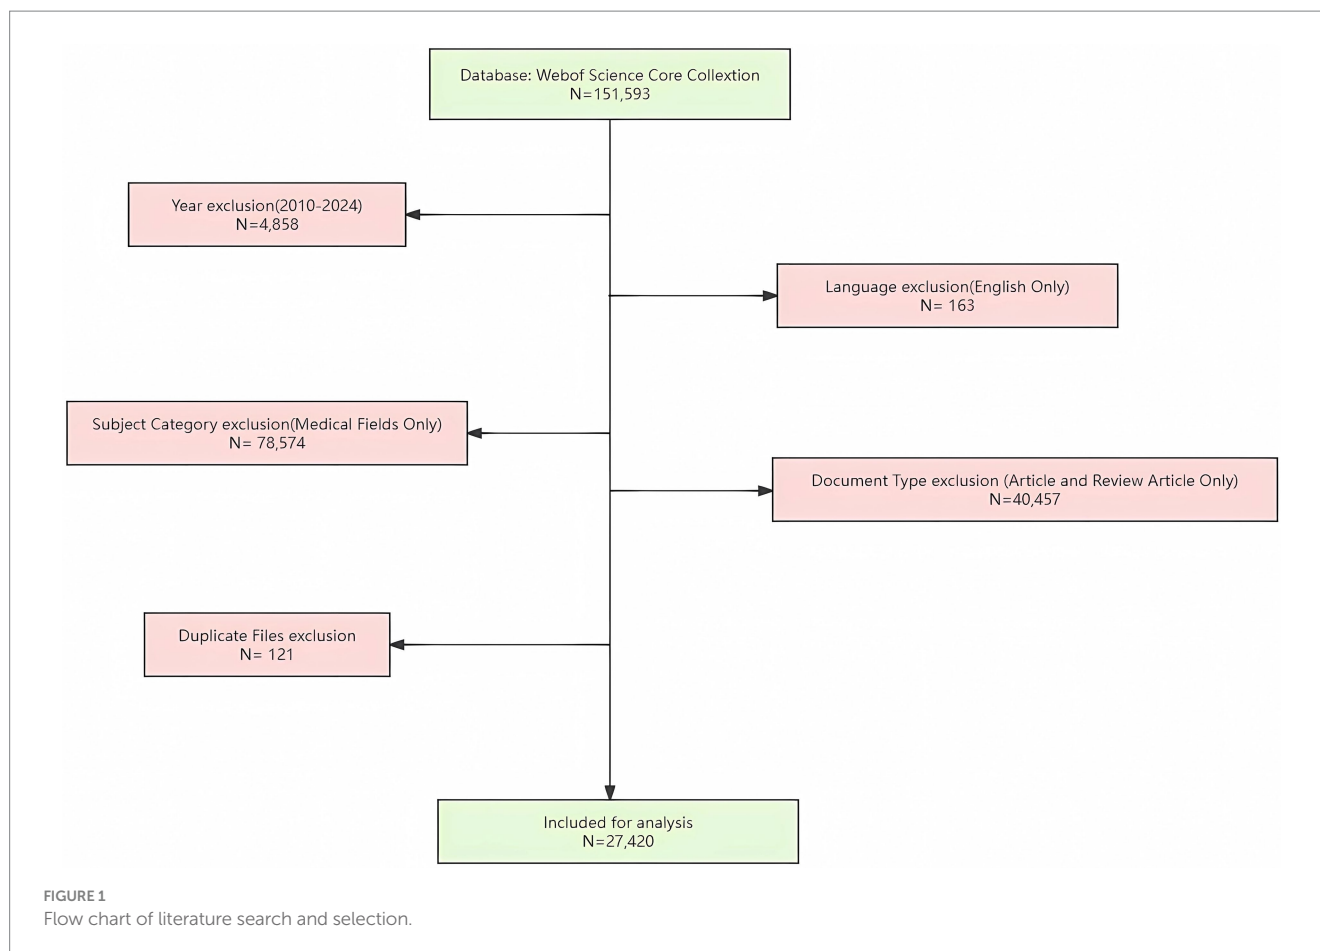 Database: Webof Science Core Collextion
N=151,593
Year exclusion(2010-2024)
N=4,858
Language exclusion(English Only)
N= 163
Subject Category exclusion(Medical Fields Only)
N= 78,574
Document Type exclusion (Article and Review Article Only)
N=40,457
Duplicate Files exclusion
N= 121
Included for analysis
N=27,420
FIGURE 1
Flow chart of literature search and selection.